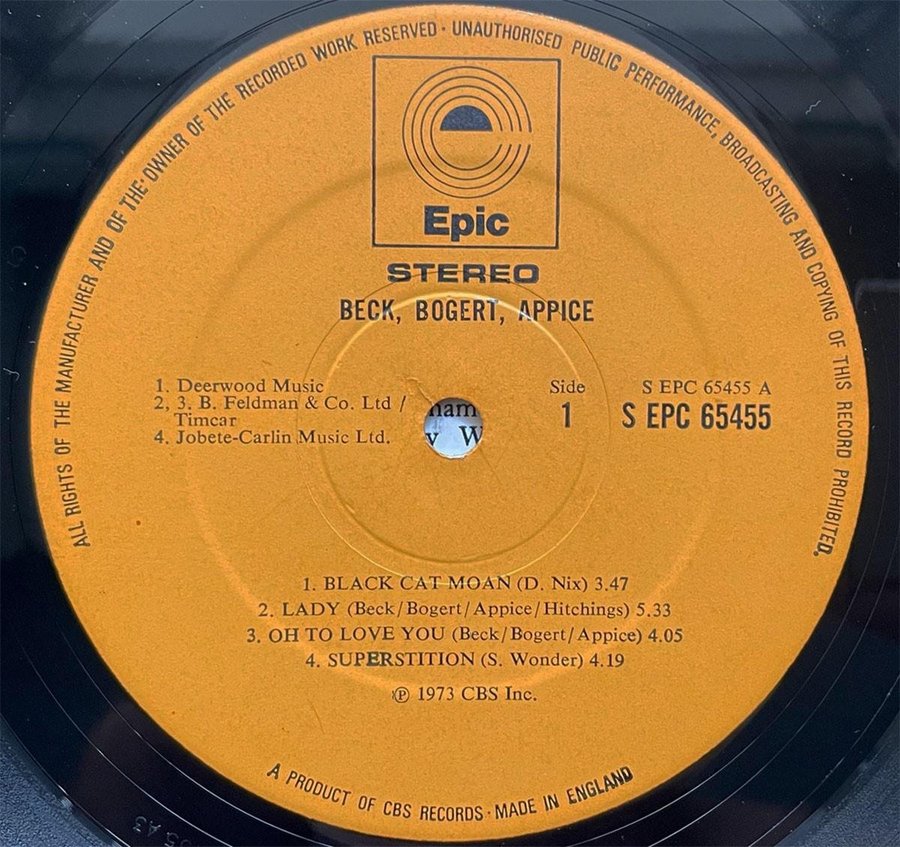 ALL RIGHTS OF THE MANUFACTURER AND OF THE OWNER OF THE RECORDED WORK RESERVED · UNAUTHORISED PUBLIC PERFORMANCE, BROADCASTING AND COPYING OF THIS RECORD PROHIBITED.
Epic
STEREO
BECK, BOGERT, APPICE
1. Deerwood Music
2, 3. B. Feldman & Co. Ltd /
Timcar
4. Jobete-Carlin Music Ltd.
Side
1
S EPC 65455 A
S EPC 65455
1. BLACK CAT MOAN (D. Nix) 3.47
2. LADY (Beck/Bogert/Appice/Hitchings) 5.33
3. OH TO LOVE YOU (Beck/Bogert/Appice) 4.05
4. SUPERSTITION (S. Wonder) 4.19
℗ 1973 CBS Inc.
A PRODUCT OF CBS RECORDS · MADE IN ENGLAND